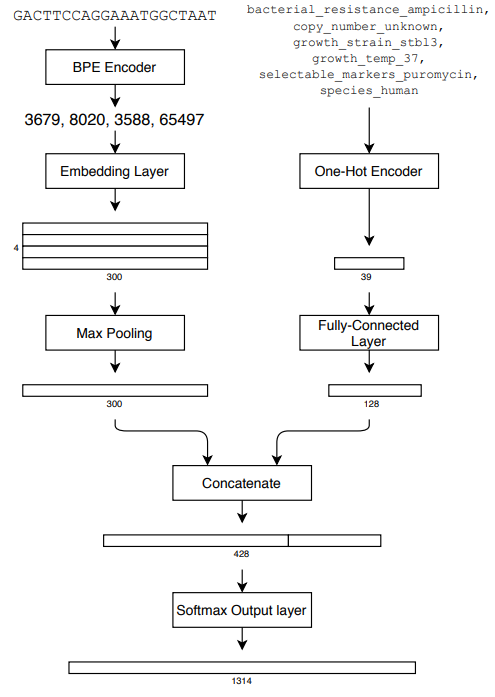 GACTTCCAGGAAATGGCTAAT
BPE Encoder
3679, 8020, 3588, 65497
Embedding Layer
4
300
Max Pooling
300
bacterial_resistance_ampicillin,
copy_number_unknown,
growth_strain_stbl3,
growth_temp_37,
selectable_markers_puromycin,
species_human
One-Hot Encoder
39
Fully-Connected
Layer
128
Concatenate
428
Softmax Output layer
1314